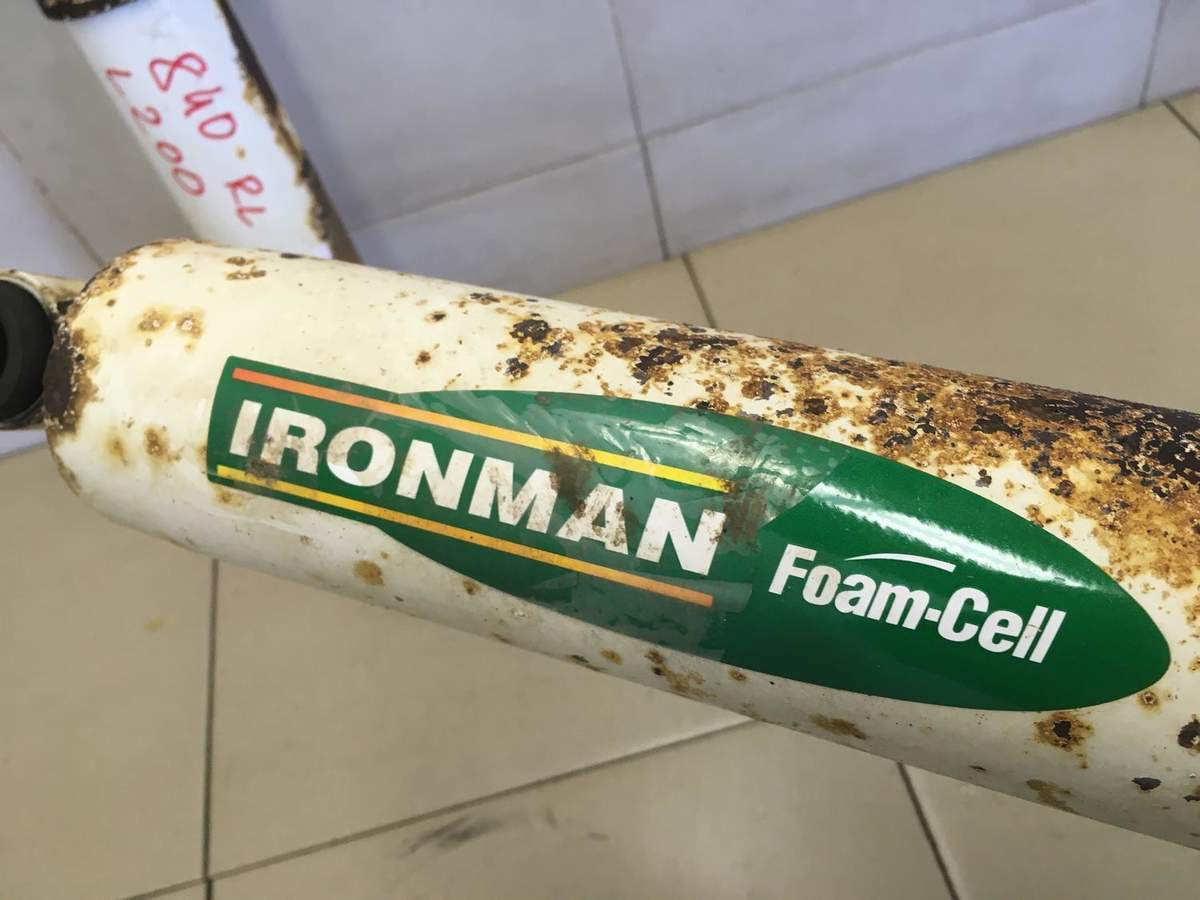 840 RL
L200
IRONMAN
Foam-Cell